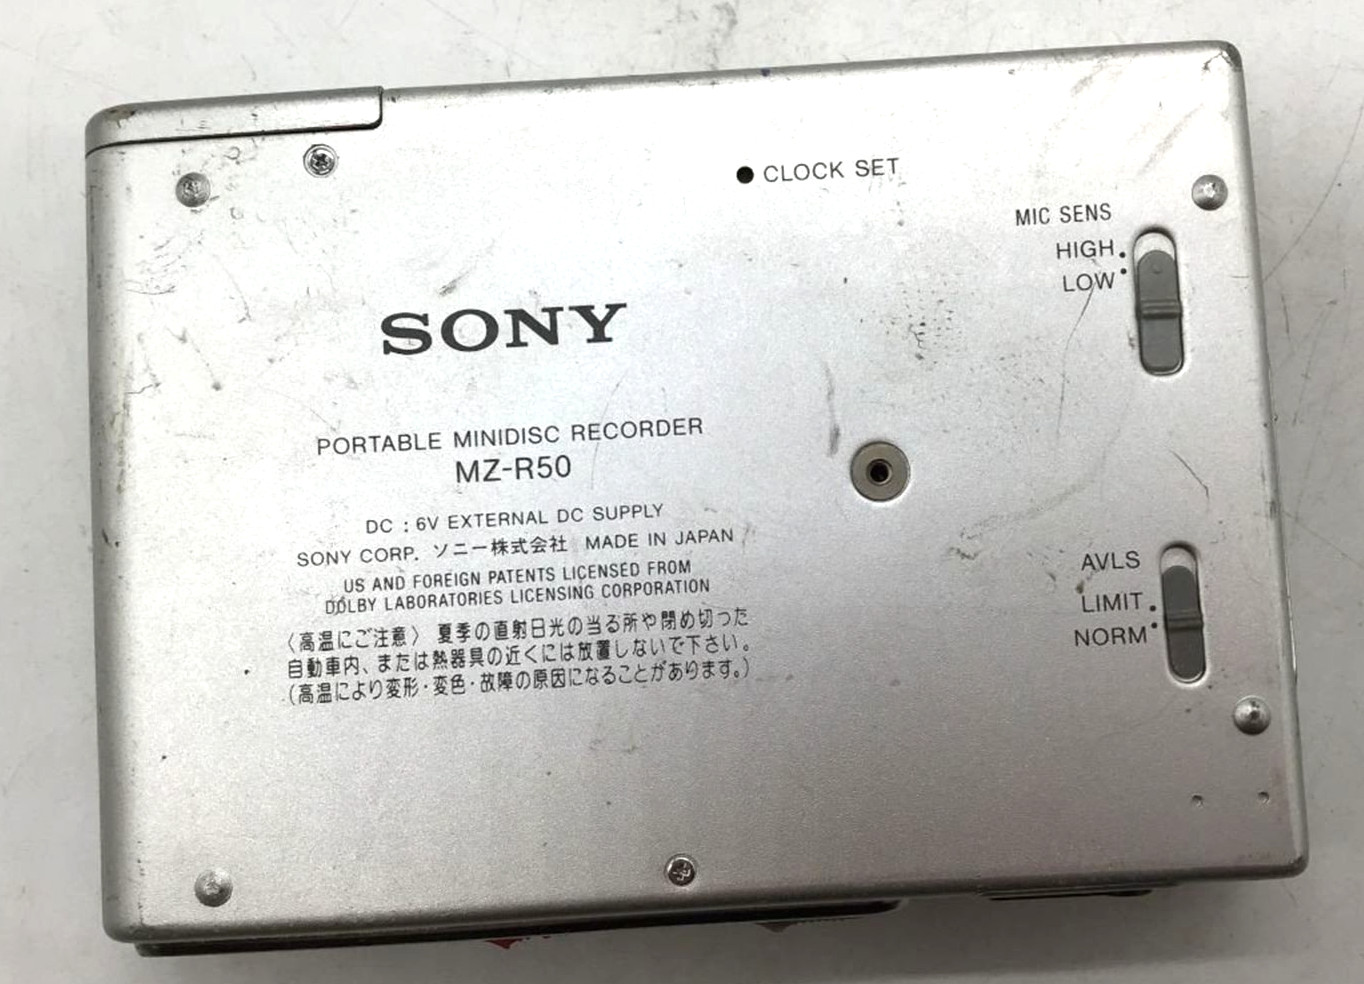 CLOCK SET
MIC SENS
HIGH
LOW
SONY
PORTABLE MINIDISC RECORDER
MZ-R50
DC : 6V EXTERNAL DC SUPPLY
SONY CORP. ソニー株式会社 MADE IN JAPAN
US AND FOREIGN PATENTS LICENSED FROM
DOLBY LABORATORIES LICENSING CORPORATION
〈高温にご注意〉 夏季の直射日光の当る所や閉め切った
自動車内、または熱器具の近くには放置しないで下さい。
(高温により変形・変色・故障の原因になることがあります。)
AVLS
LIMIT
NORM